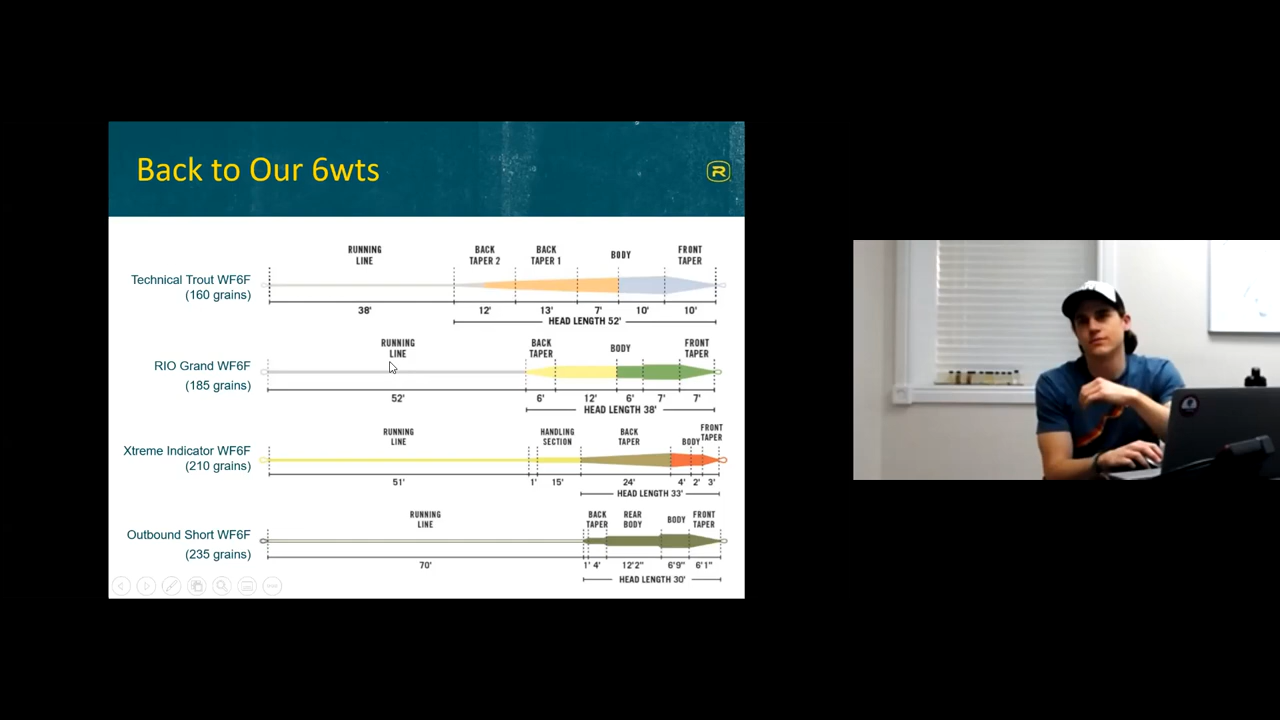 Back to Our 6wts
R
RUNNING LINE
BACK TAPER 2
BACK TAPER 1
BODY
FRONT TAPER
Technical Trout WF6F
(160 grains)
38' 12' 13' 7' 10' 10'
HEAD LENGTH 52'
RUNNING LINE
BACK TAPER
BODY
FRONT TAPER
RIO Grand WF6F
(185 grains)
52' 6' 12' 6' 7' 7'
HEAD LENGTH 38'
RUNNING LINE
HANDLING SECTION
BACK TAPER
BODY
FRONT TAPER
Xtreme Indicator WF6F
(210 grains)
51' 1' 15' 24' 4' 2' 3'
HEAD LENGTH 33'
RUNNING LINE
BACK TAPER
REAR BODY
BODY
FRONT TAPER
Outbound Short WF6F
(235 grains)
70' 1' 4' 12'2" 6'9" 6'1"
HEAD LENGTH 30'